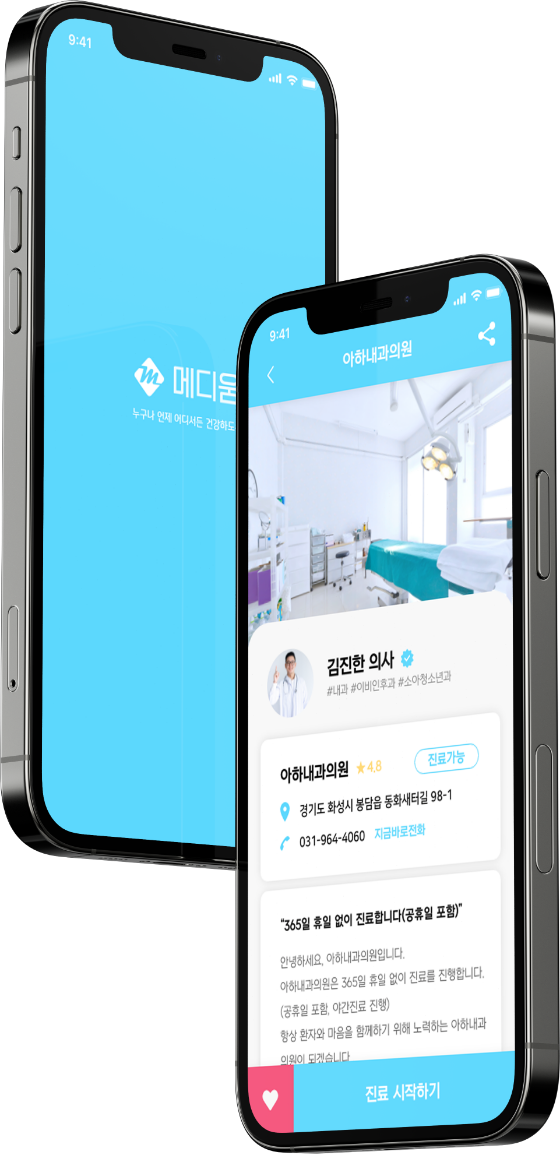 9:41
메디움
누구나 언제 어디서든 건강하도
9:41
아하내과의원
김진한 의사
#내과 #이비인후과 #소아청소년과
아하내과의원 ★4.8 진료가능
경기도 화성시 봉담읍 동화새터길 98-1
031-964-4060 지금바로전화
“365일 휴일 없이 진료합니다(공휴일 포함)”
안녕하세요, 아하내과의원입니다.
아하내과의원은 365일 휴일 없이 진료를 진행합니다.
(공휴일 포함, 야간진료 진행)
항상 환자와 마음을 함께하기 위해 노력하는 아하내과
의원이 되겠습니다
진료 시작하기